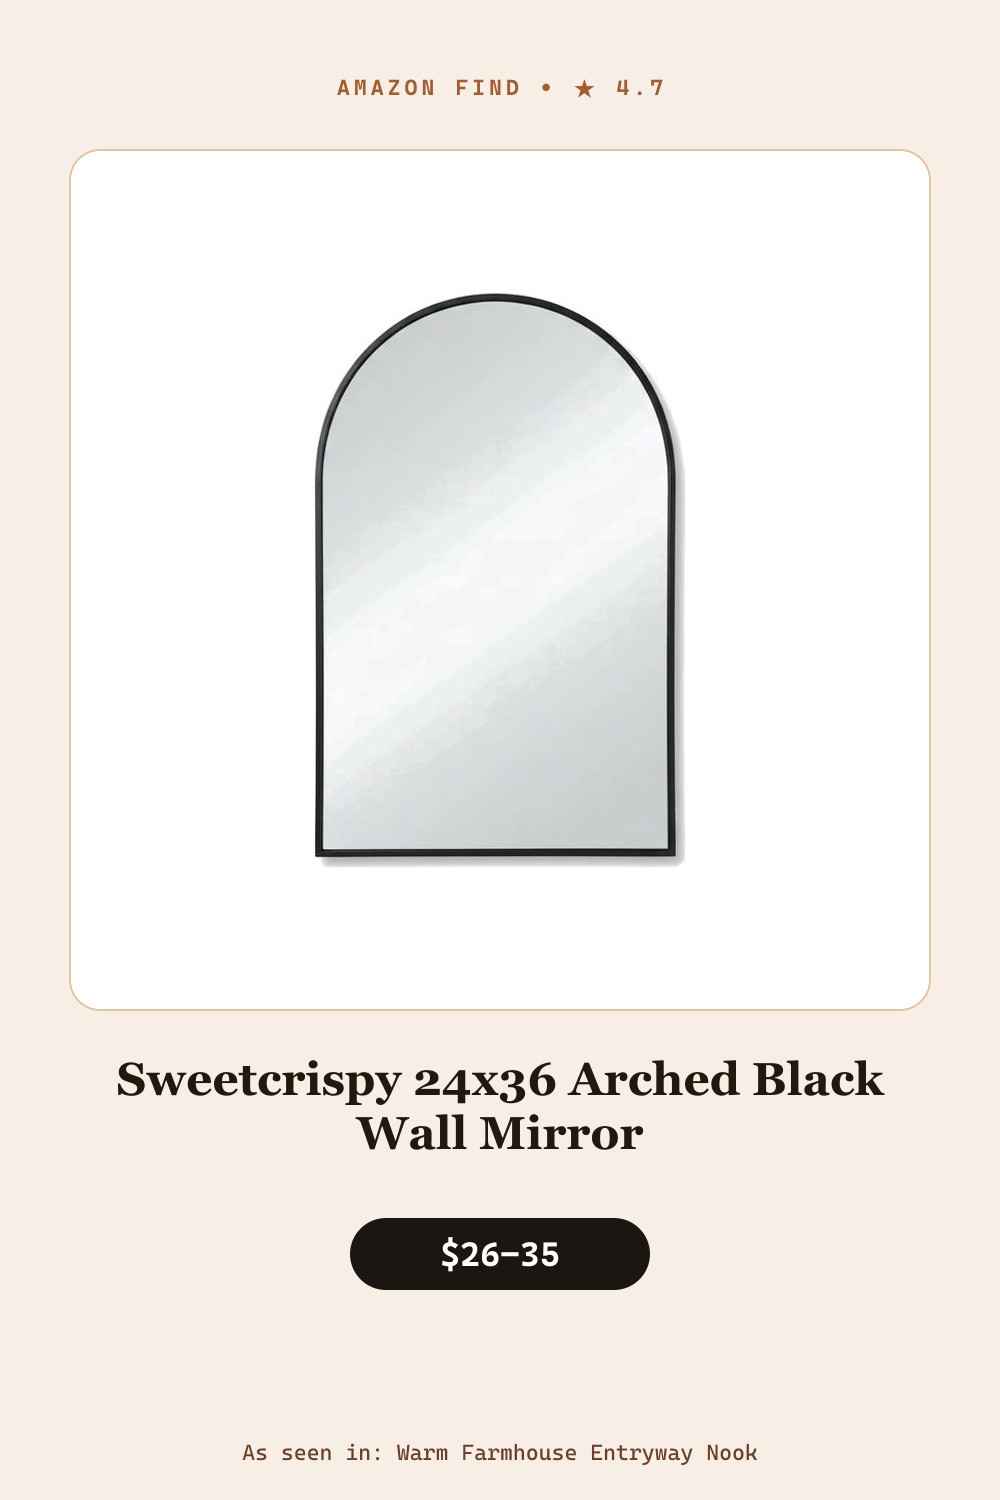 AMAZON FIND • ★ 4.7
Sweetcrispy 24x36 Arched Black
Wall Mirror
$26–35
As seen in: Warm Farmhouse Entryway Nook